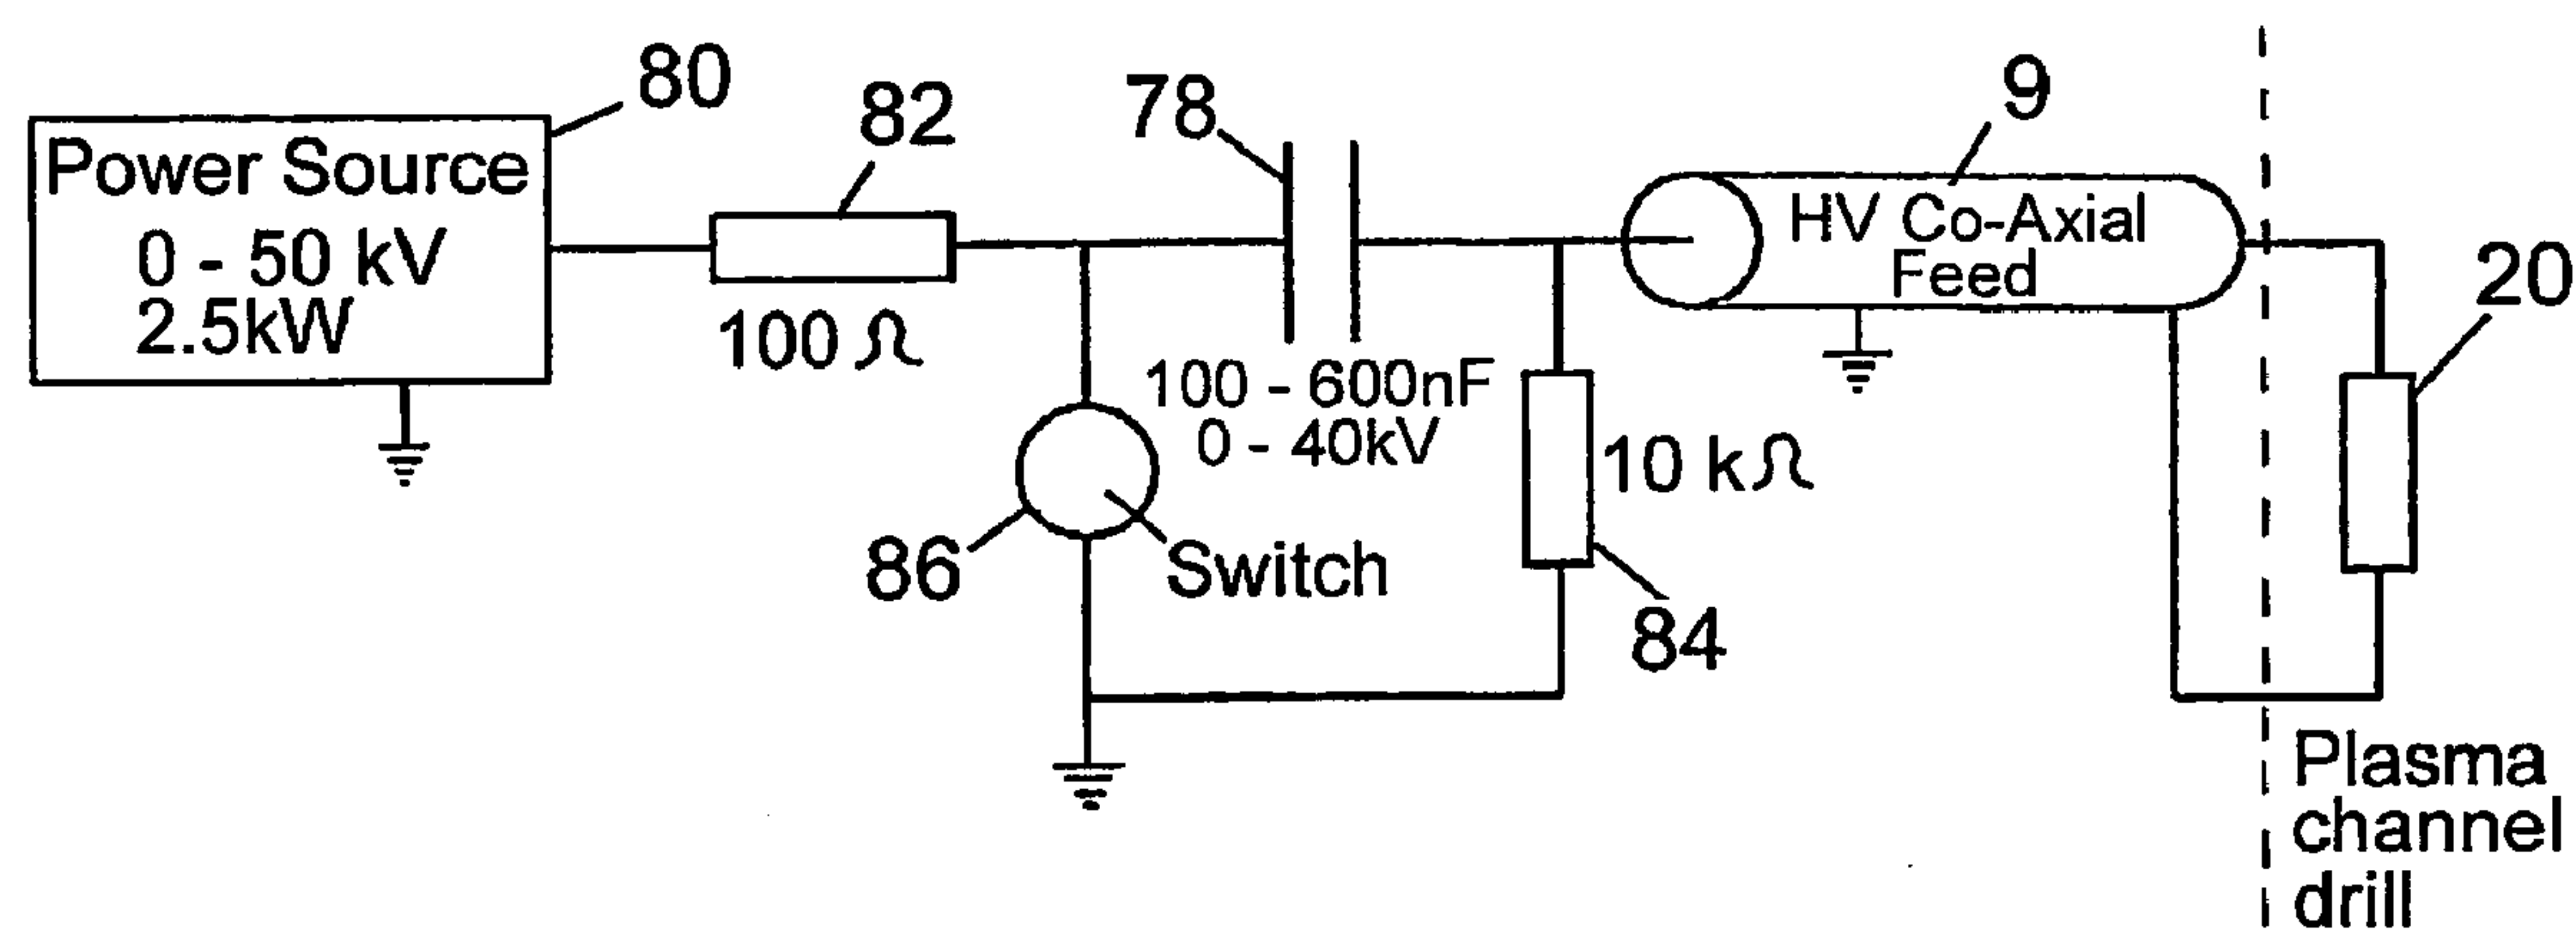 80
Power Source
0 - 50 kV
2.5kW
82
100 Ω
78
100 - 600nF
0 - 40kV
86
Switch
10 kΩ
84
9
HV Co-Axial
Feed
20
Plasma
channel
drill